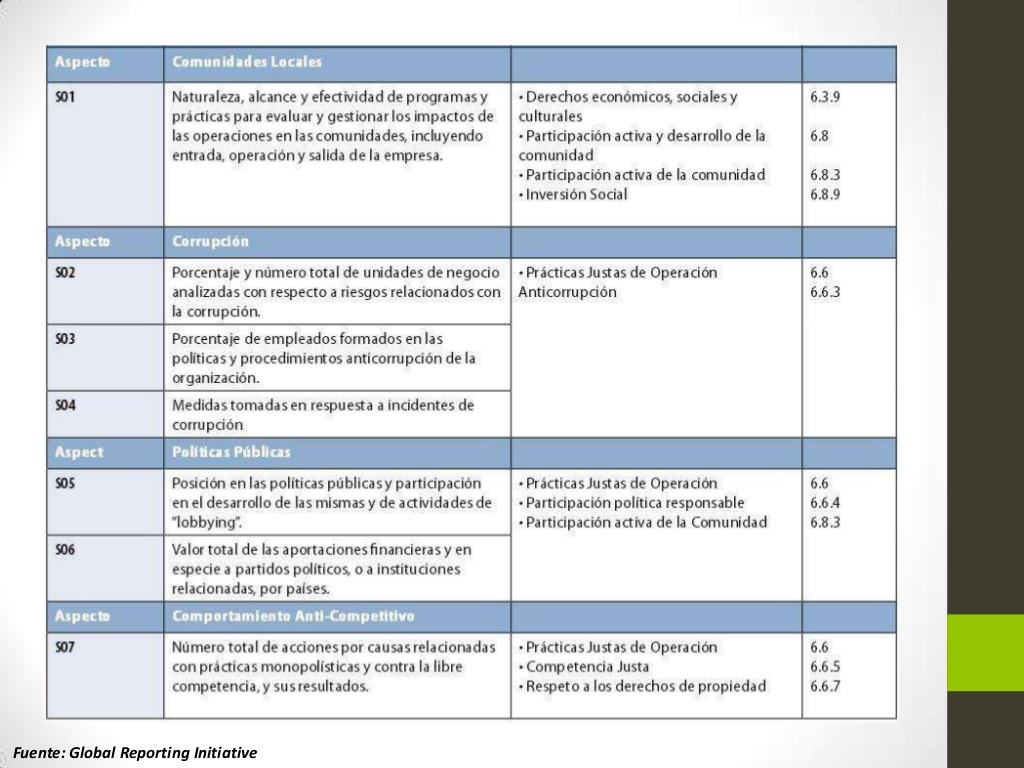 Aspecto Comunidades Locales
S01 Naturaleza, alcance y efectividad de programas y • Derechos económicos, sociales y 6.3.9
prácticas para evaluar y gestionar los impactos de culturales
las operaciones en las comunidades, incluyendo • Participación activa y desarrollo de la 6.8
entrada, operación y salida de la empresa. comunidad
• Participación activa de la comunidad 6.8.3
• Inversión Social 6.8.9
Aspecto Corrupción
S02 Porcentaje y número total de unidades de negocio • Prácticas Justas de Operación 6.6
analizadas con respecto a riesgos relacionados con Anticorrupción 6.6.3
la corrupción.
S03 Porcentaje de empleados formados en las
políticas y procedimientos anticorrupción de la
organización.
S04 Medidas tomadas en respuesta a incidentes de
corrupción
Aspect Políticas Públicas
S05 Posición en las políticas públicas y participación • Prácticas Justas de Operación 6.6
en el desarrollo de las mismas y de actividades de • Participación política responsable 6.6.4
"lobbying". • Participación activa de la Comunidad 6.8.3
S06 Valor total de las aportaciones financieras y en
especie a partidos políticos, o a instituciones
relacionadas, por países.
Aspecto Comportamiento Anti-Competitivo
S07 Número total de acciones por causas relacionadas • Prácticas Justas de Operación 6.6
con prácticas monopolísticas y contra la libre • Competencia Justa 6.6.5
competencia, y sus resultados. • Respeto a los derechos de propiedad 6.6.7
Fuente: Global Reporting Initiative